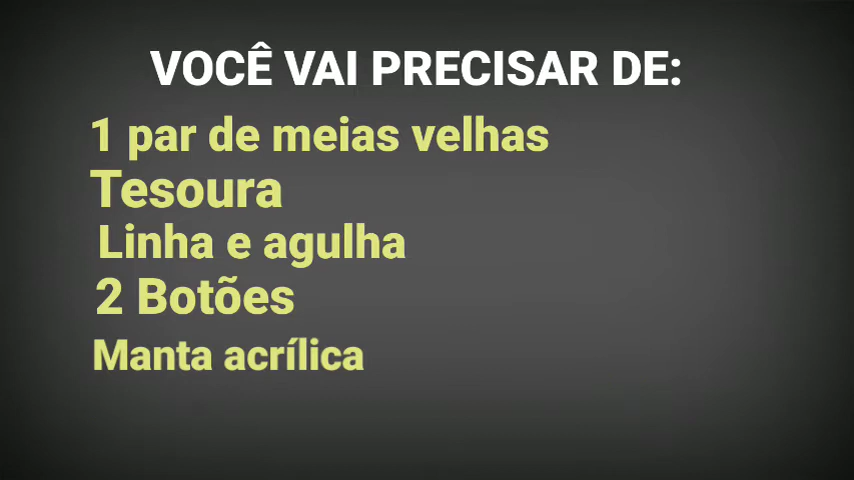 VOCÊ VAI PRECISAR DE:
1 par de meias velhas
Tesoura
Linha e agulha
2 Botões
Manta acrílica